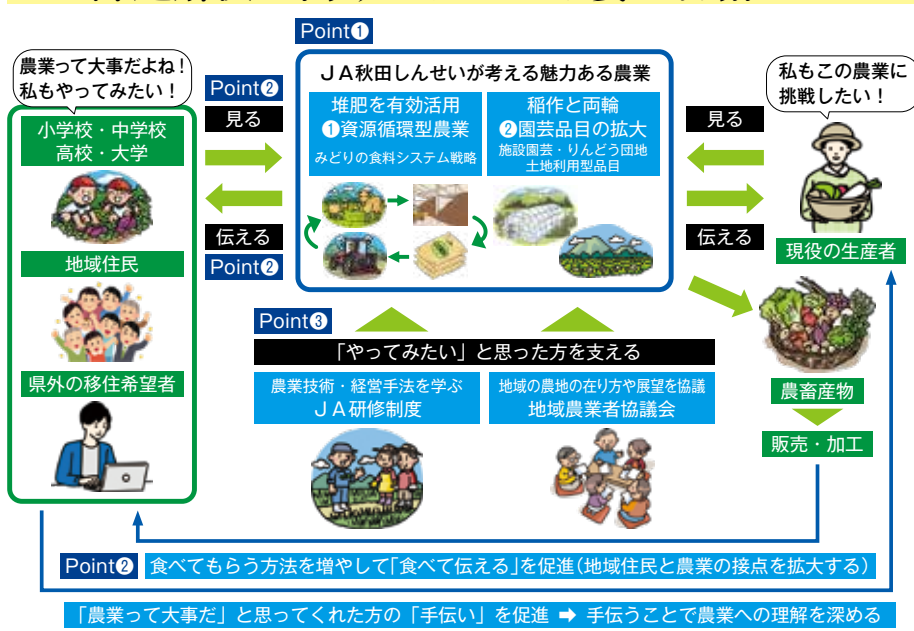 Point❶
農業って大事だよね！
私もやってみたい！
小学校・中学校
高校・大学
地域住民
県外の移住希望者
Point❷
見る
伝える
Point❷
ＪＡ秋田しんせいが考える魅力ある農業
堆肥を有効活用
❶資源循環型農業
みどりの食料システム戦略
稲作と両輪
❷園芸品目の拡大
施設園芸・りんどう団地
土地利用型品目
見る
伝える
私もこの農業に
挑戦したい！
現役の生産者
農畜産物
販売・加工
Point❸
「やってみたい」と思った方を支える
農業技術・経営手法を学ぶ
ＪＡ研修制度
地域の農地の在り方や展望を協議
地域農業者協議会
Point❷ 食べてもらう方法を増やして「食べて伝える」を促進（地域住民と農業の接点を拡大する）
「農業って大事だ」と思ってくれた方の「手伝い」を促進 ➡ 手伝うことで農業への理解を深める